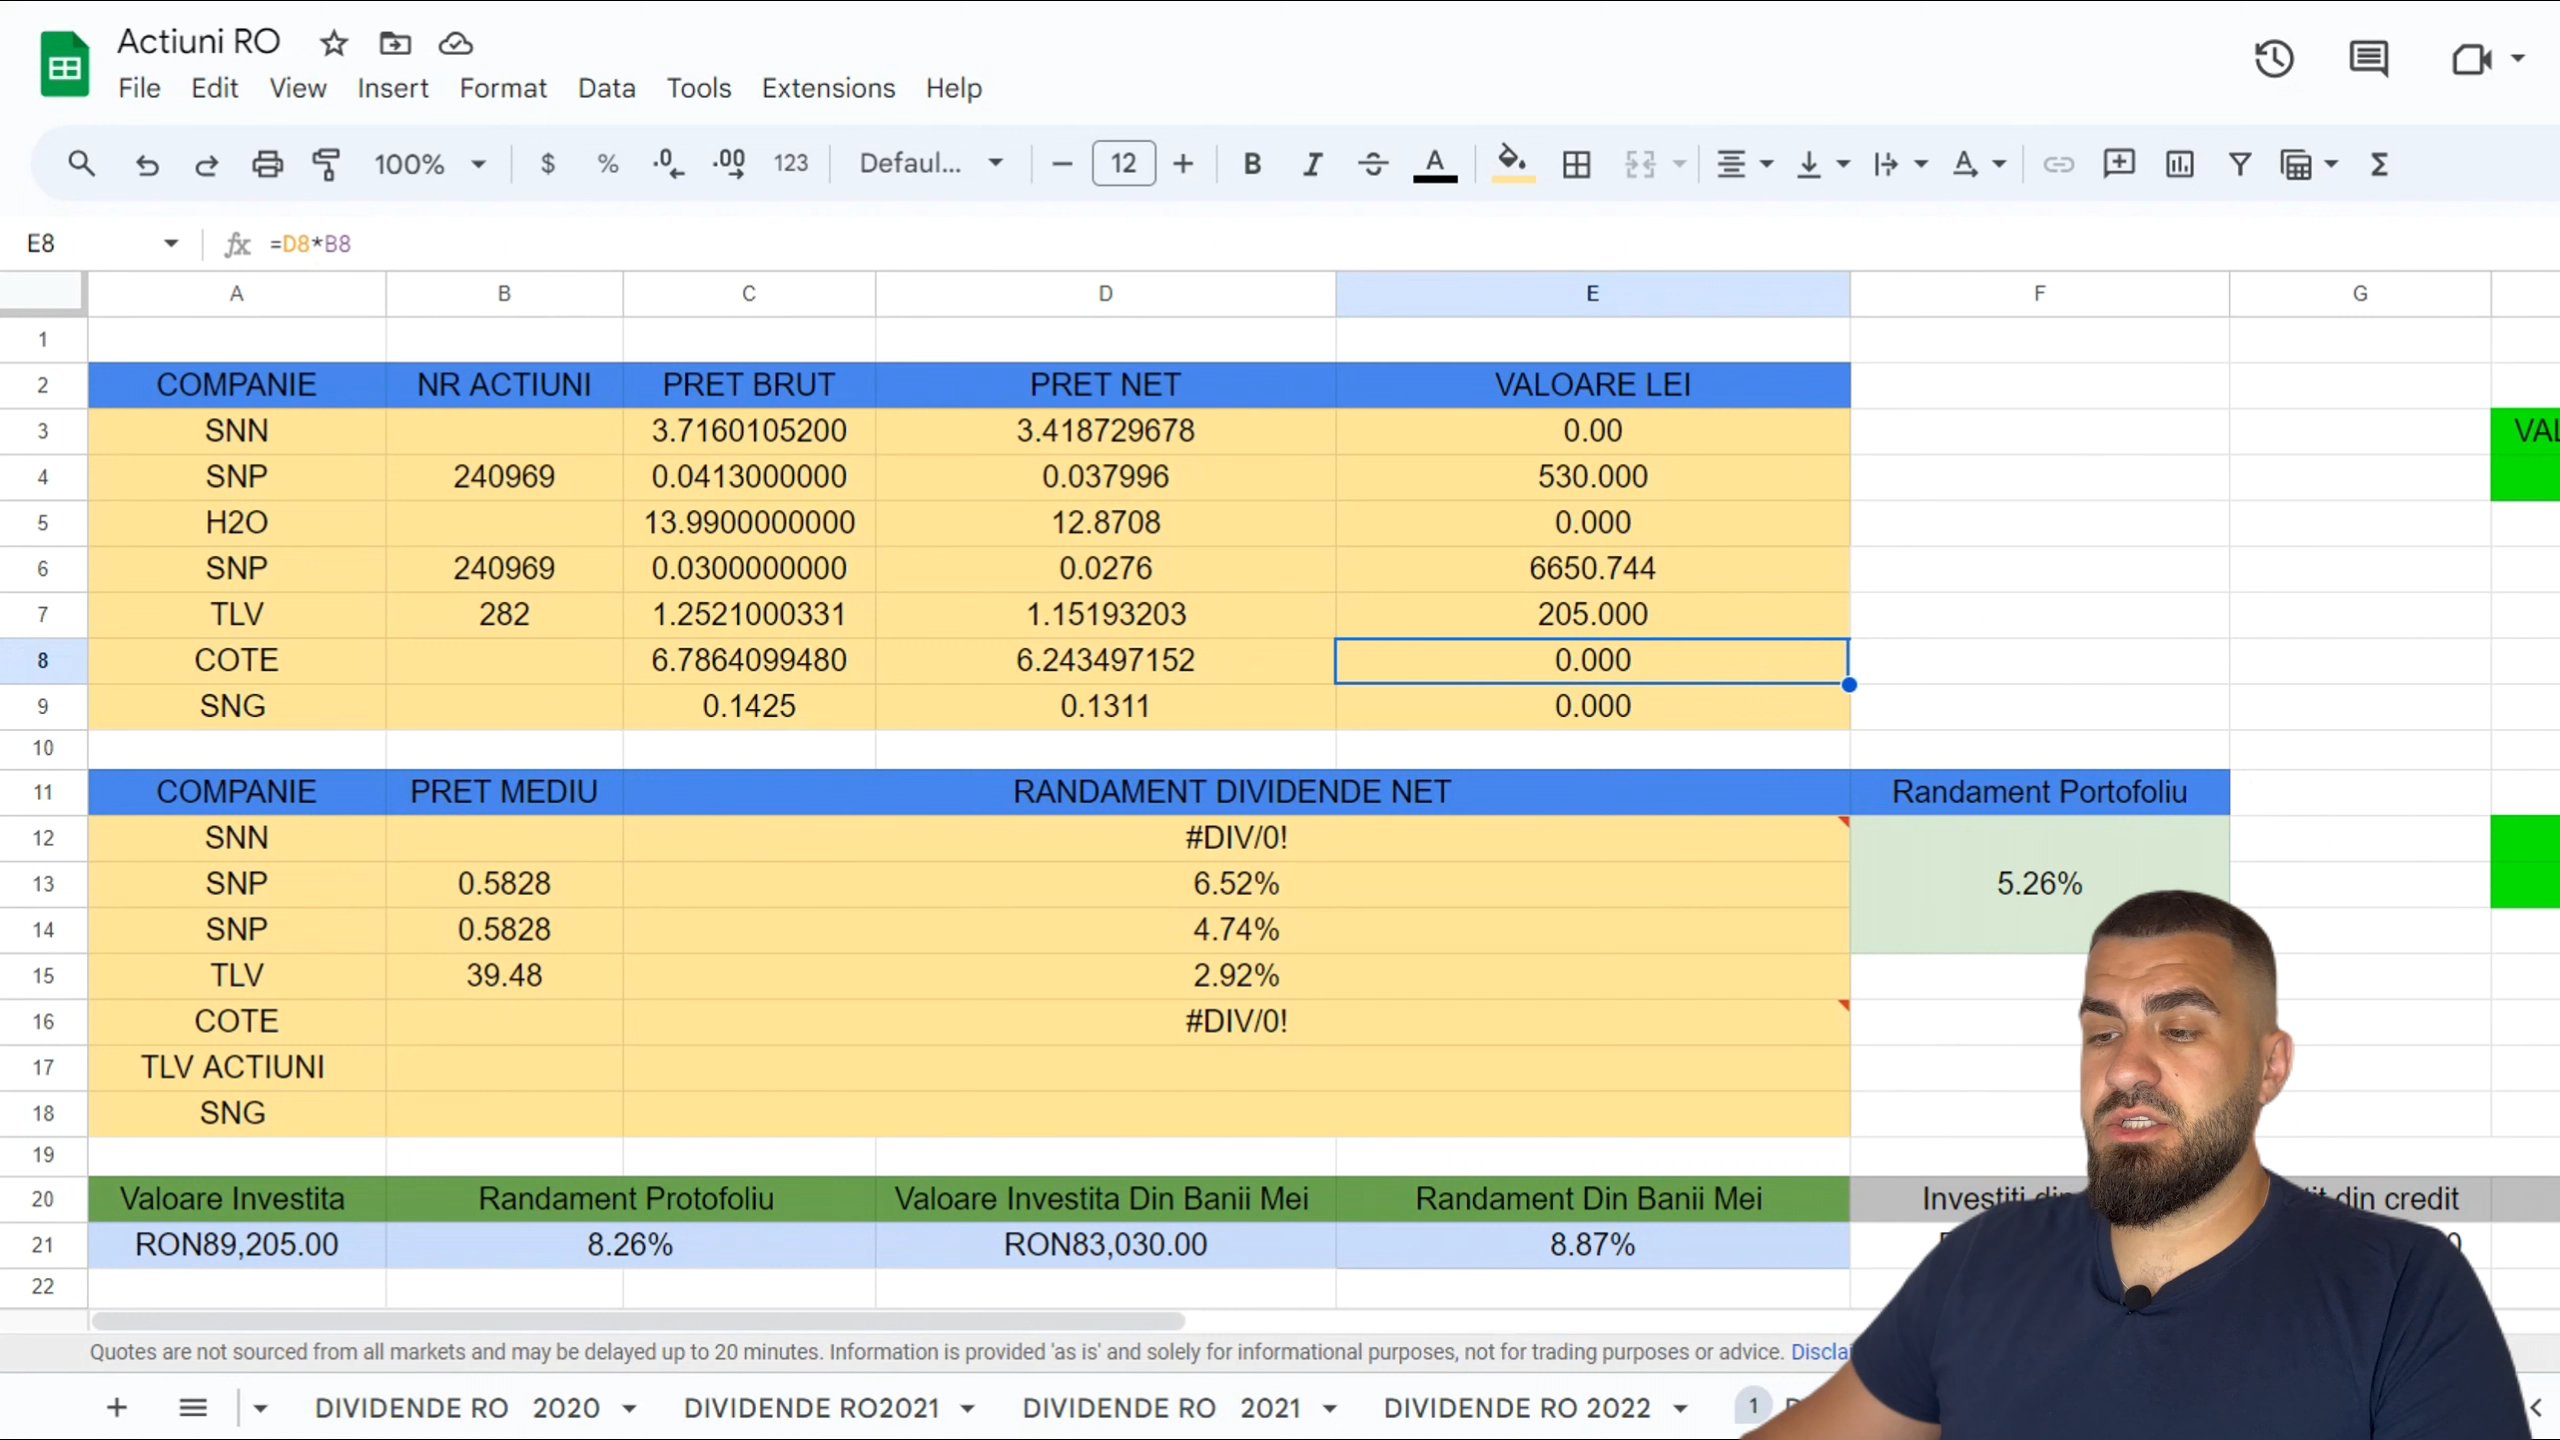 Actiuni RO
File Edit View Insert Format Data Tools Extensions Help
100% $ % .0 .00 123 Defaul... 12 B I A
E8 fx =D8*B8
A B C D E F G
1
2 COMPANIE NR ACTIUNI PRET BRUT PRET NET VALOARE LEI
3 SNN 3.7160105200 3.418729678 0.00
4 SNP 240969 0.0413000000 0.037996 530.000
5 H2O 13.9900000000 12.8708 0.000
6 SNP 240969 0.0300000000 0.0276 6650.744
7 TLV 282 1.2521000331 1.15193203 205.000
8 COTE 6.7864099480 6.243497152 0.000
9 SNG 0.1425 0.1311 0.000
10
11 COMPANIE PRET MEDIU RANDAMENT DIVIDENDE NET Randament Portofoliu
12 SNN #DIV/0!
13 SNP 0.5828 6.52% 5.26%
14 SNP 0.5828 4.74%
15 TLV 39.48 2.92%
16 COTE #DIV/0!
17 TLV ACTIUNI
18 SNG
19
20 Valoare Investita Randament Protofoliu Valoare Investita Din Banii Mei Randament Din Banii Mei Investiti din credit
21 RON89,205.00 8.26% RON83,030.00 8.87%
22
Quotes are not sourced from all markets and may be delayed up to 20 minutes. Information is provided 'as is' and solely for informational purposes, not for trading purposes or advice.
DIVIDENDE RO 2020 DIVIDENDE RO2021 DIVIDENDE RO 2021 DIVIDENDE RO 2022 1